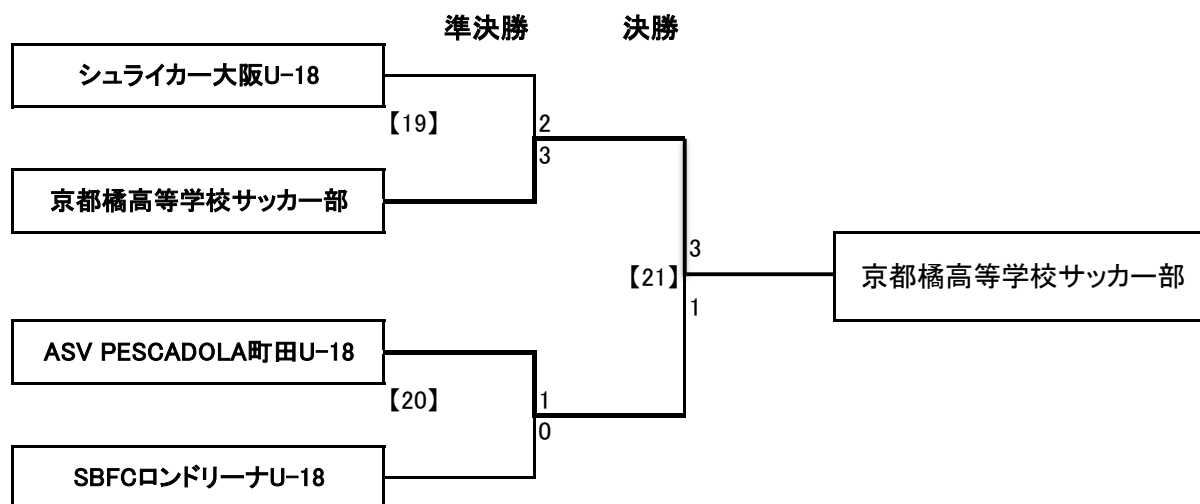 準決勝 決勝
シュライカー大阪U-18
【19】
2
3
京都橘高等学校サッカー部
3
【21】
京都橘高等学校サッカー部
1
ASV PESCADOLA町田U-18
【20】
1
0
SBFCロンドリーナU-18